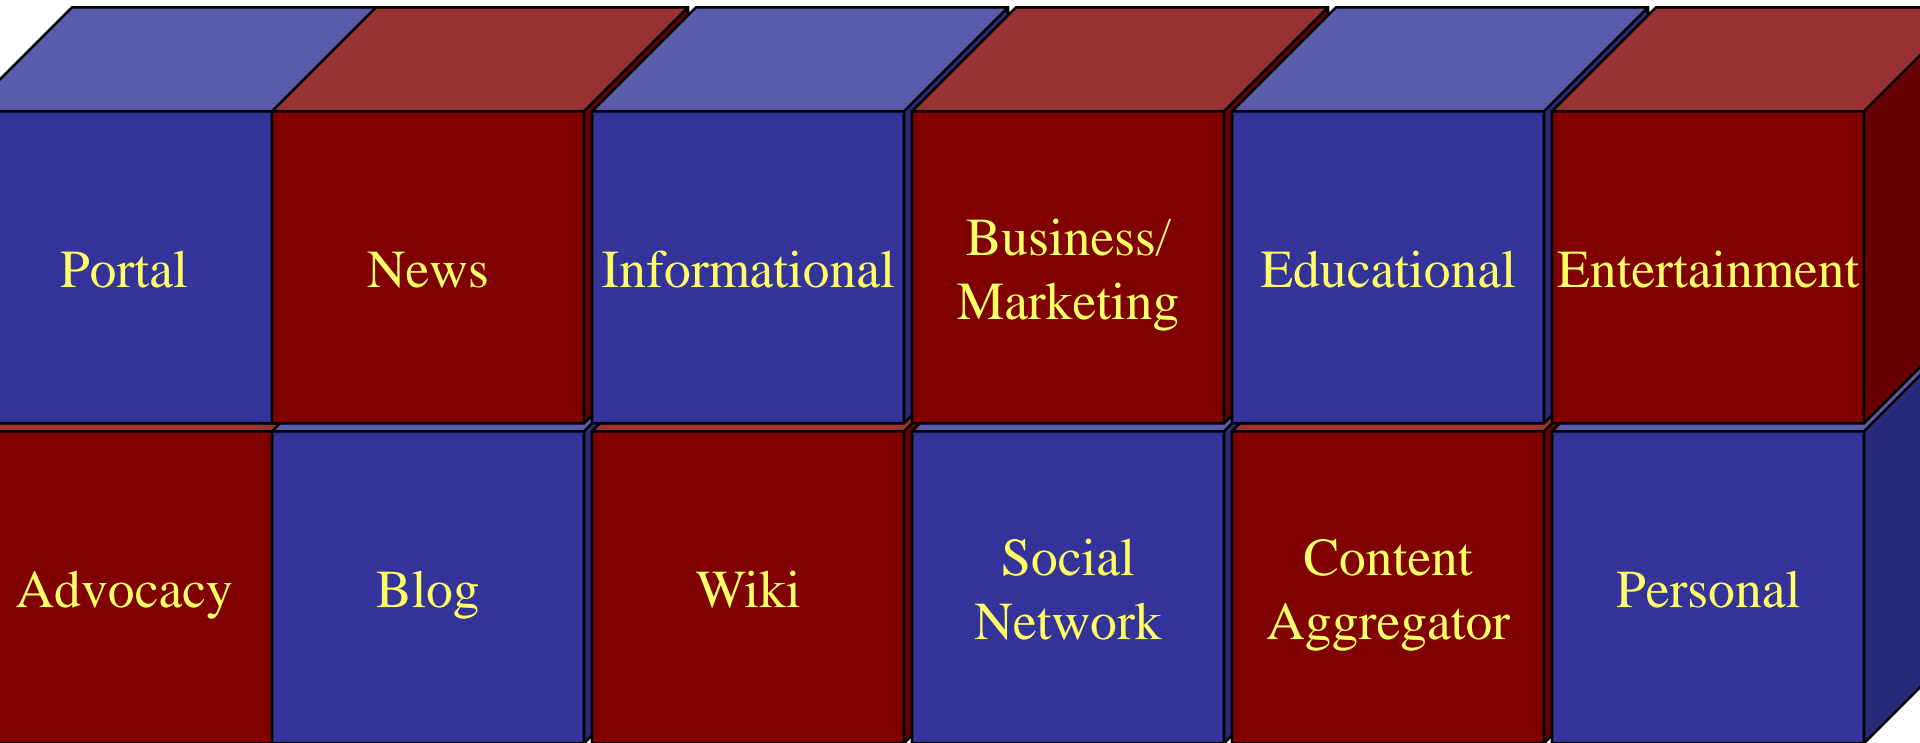 Portal
News
Informational
Business/
Marketing
Educational
Entertainment
Advocacy
Blog
Wiki
Social
Network
Content
Aggregator
Personal